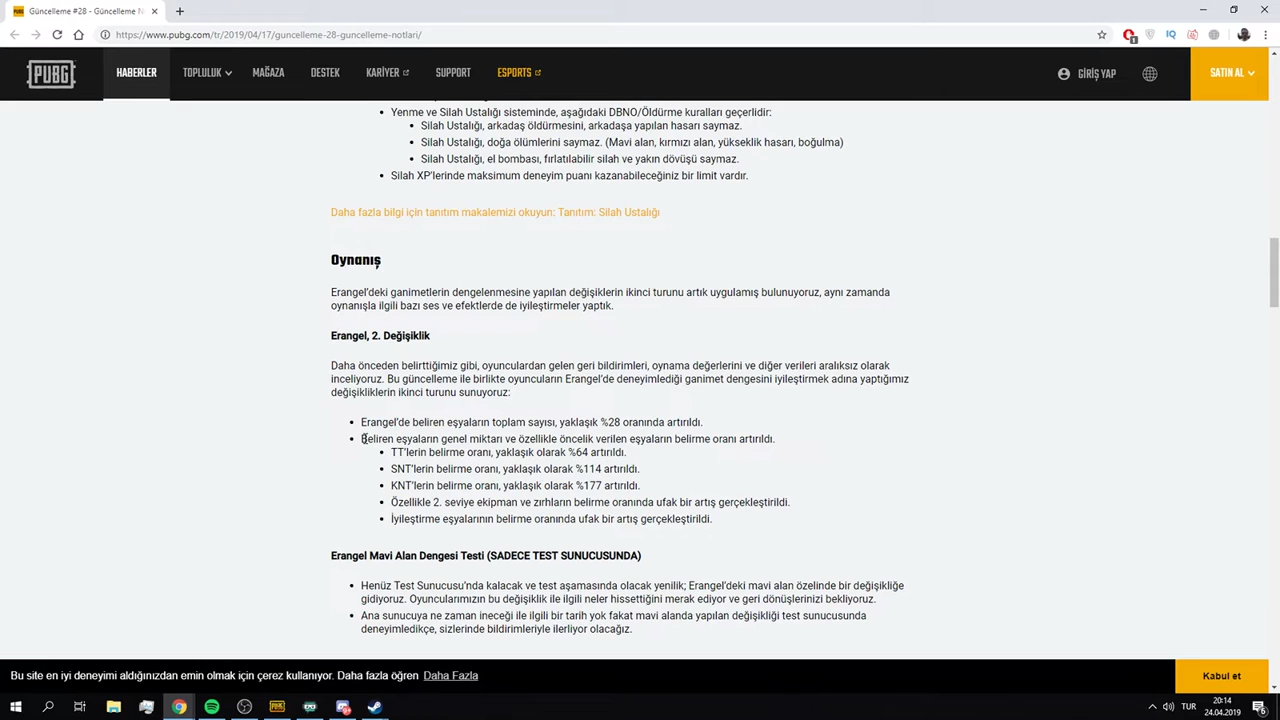 Güncelleme #28 - Güncelleme N
https://www.pubg.com/tr/2019/04/17/guncelleme-28-guncelleme-notlari/
1
IQ
PUBG
HABERLER
TOPLULUK
MAĞAZA
DESTEK
KARİYER
SUPPORT
ESPORTS
GİRİŞ YAP
SATIN AL
Yenme ve Silah Ustalığı sisteminde, aşağıdaki DBNO/Öldürme kuralları geçerlidir:
Silah Ustalığı, arkadaş öldürmesini, arkadaşa yapılan hasarı saymaz.
Silah Ustalığı, doğa ölümlerini saymaz. (Mavi alan, kırmızı alan, yükseklik hasarı, boğulma)
Silah Ustalığı, el bombası, fırlatılabilir silah ve yakın dövüşü saymaz.
Silah XP'lerinde maksimum deneyim puanı kazanabileceğiniz bir limit vardır.
Daha fazla bilgi için tanıtım makalemizi okuyun: Tanıtım: Silah Ustalığı
Oynanış
Erangel'deki ganimetlerin dengelenmesine yapılan değişiklerin ikinci turunu artık uygulamış bulunuyoruz, aynı zamanda
oynanışla ilgili bazı ses ve efektlerde de iyileştirmeler yaptık.
Erangel, 2. Değişiklik
Daha önceden belirttiğimiz gibi, oyunculardan gelen geri bildirimleri, oynama değerlerini ve diğer verileri aralıksız olarak
inceliyoruz. Bu güncelleme ile birlikte oyuncuların Erangel'de deneyimlediği ganimet dengesini iyileştirmek adına yaptığımız
değişikliklerin ikinci turunu sunuyoruz:
Erangel'de beliren eşyaların toplam sayısı, yaklaşık %28 oranında artırıldı.
Beliren eşyaların genel miktarı ve özellikle öncelik verilen eşyaların belirme oranı artırıldı.
TT'lerin belirme oranı, yaklaşık olarak %64 artırıldı.
SNT'lerin belirme oranı, yaklaşık olarak %114 artırıldı.
KNT'lerin belirme oranı, yaklaşık olarak %177 artırıldı.
Özellikle 2. seviye ekipman ve zırhların belirme oranında ufak bir artış gerçekleştirildi.
İyileştirme eşyalarının belirme oranında ufak bir artış gerçekleştirildi.
Erangel Mavi Alan Dengesi Testi (SADECE TEST SUNUCUSUNDA)
Henüz Test Sunucusu'nda kalacak ve test aşamasında olacak yenilik; Erangel'deki mavi alan özelinde bir değişikliğe
gidiyoruz. Oyuncularımızın bu değişiklik ile ilgili neler hissettiğini merak ediyor ve geri dönüşlerinizi bekliyoruz.
Ana sunucuya ne zaman ineceği ile ilgili bir tarih yok fakat mavi alanda yapılan değişikliği test sunucusunda
deneyimledikçe, sizlerinde bildirimleriyle ilerliyor olacağız.
Bu site en iyi deneyimi aldığınızdan emin olmak için çerez kullanıyor. Daha fazla öğren Daha Fazla
Kabul et
TUR
20:14
24.04.2019
6